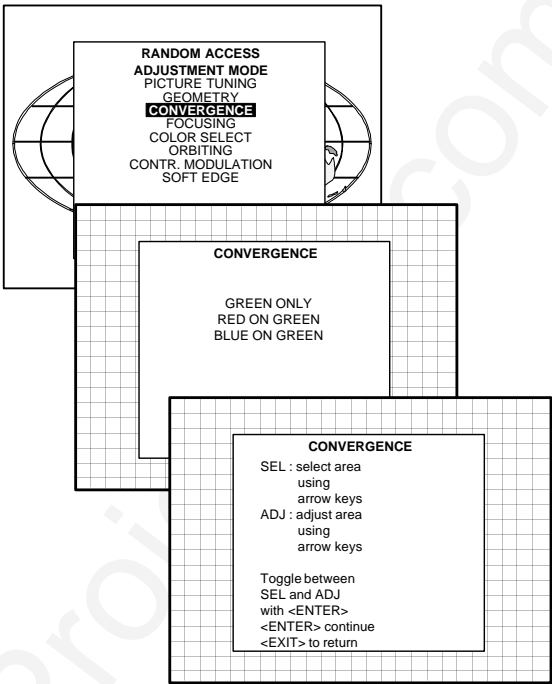 RANDOM ACCESS
ADJUSTMENT MODE
PICTURE TUNING
GEOMETRY
CONVERGENCE
FOCUSING
COLOR SELECT
ORBITING
CONTR. MODULATION
SOFT EDGE
CONVERGENCE
GREEN ONLY
RED ON GREEN
BLUE ON GREEN
CONVERGENCE
SEL : select area
using
arrow keys
ADJ : adjust area
using
arrow keys
Toggle between
SEL and ADJ
with <ENTER>
<ENTER> continue
<EXIT> to return